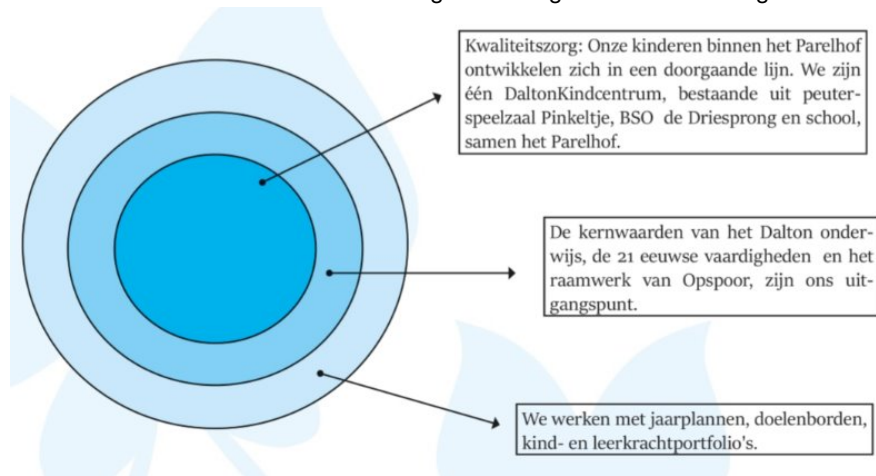 Kwaliteitszorg: Onze kinderen binnen het Parelhof
ontwikkelen zich in een doorgaande lijn. We zijn
één DaltonKindcentrum, bestaande uit peuter-
speelzaal Pinkeltje, BSO de Driesprong en school,
samen het Parelhof.
De kernwaarden van het Dalton onder-
wijs, de 21 eeuwse vaardigheden en het
raamwerk van Opspoor, zijn ons uit-
gangspunt.
We werken met jaarplannen, doelenborden,
kind- en leerkrachtportfolio's.